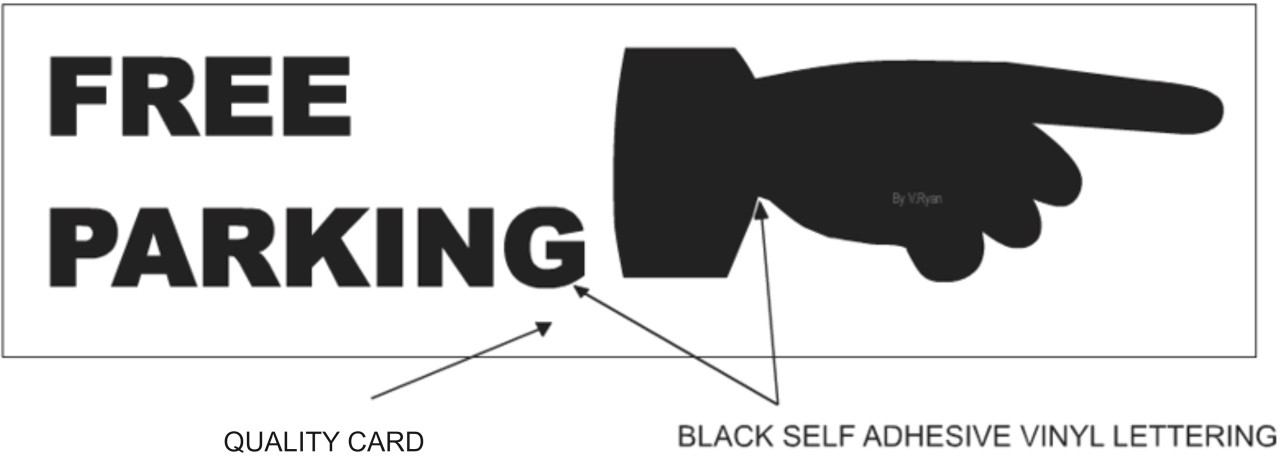 FREE
PARKING
By V.Ryan
QUALITY CARD
BLACK SELF ADHESIVE VINYL LETTERING